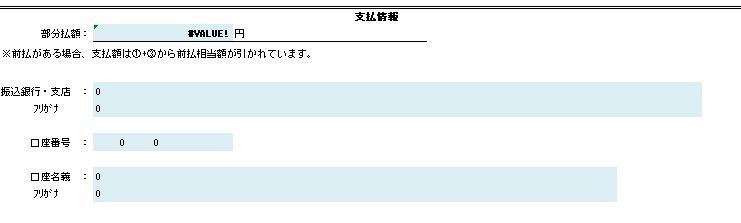 支払情報
部分払額： #VALUE! 円
※前払がある場合、支払額は①+③から前払相当額が引かれています。
振込銀行・支店 ： 0
ﾌﾘｶﾞﾅ 0
口座番号 ： 0 0
口座名義 ： 0
ﾌﾘｶﾞﾅ 0